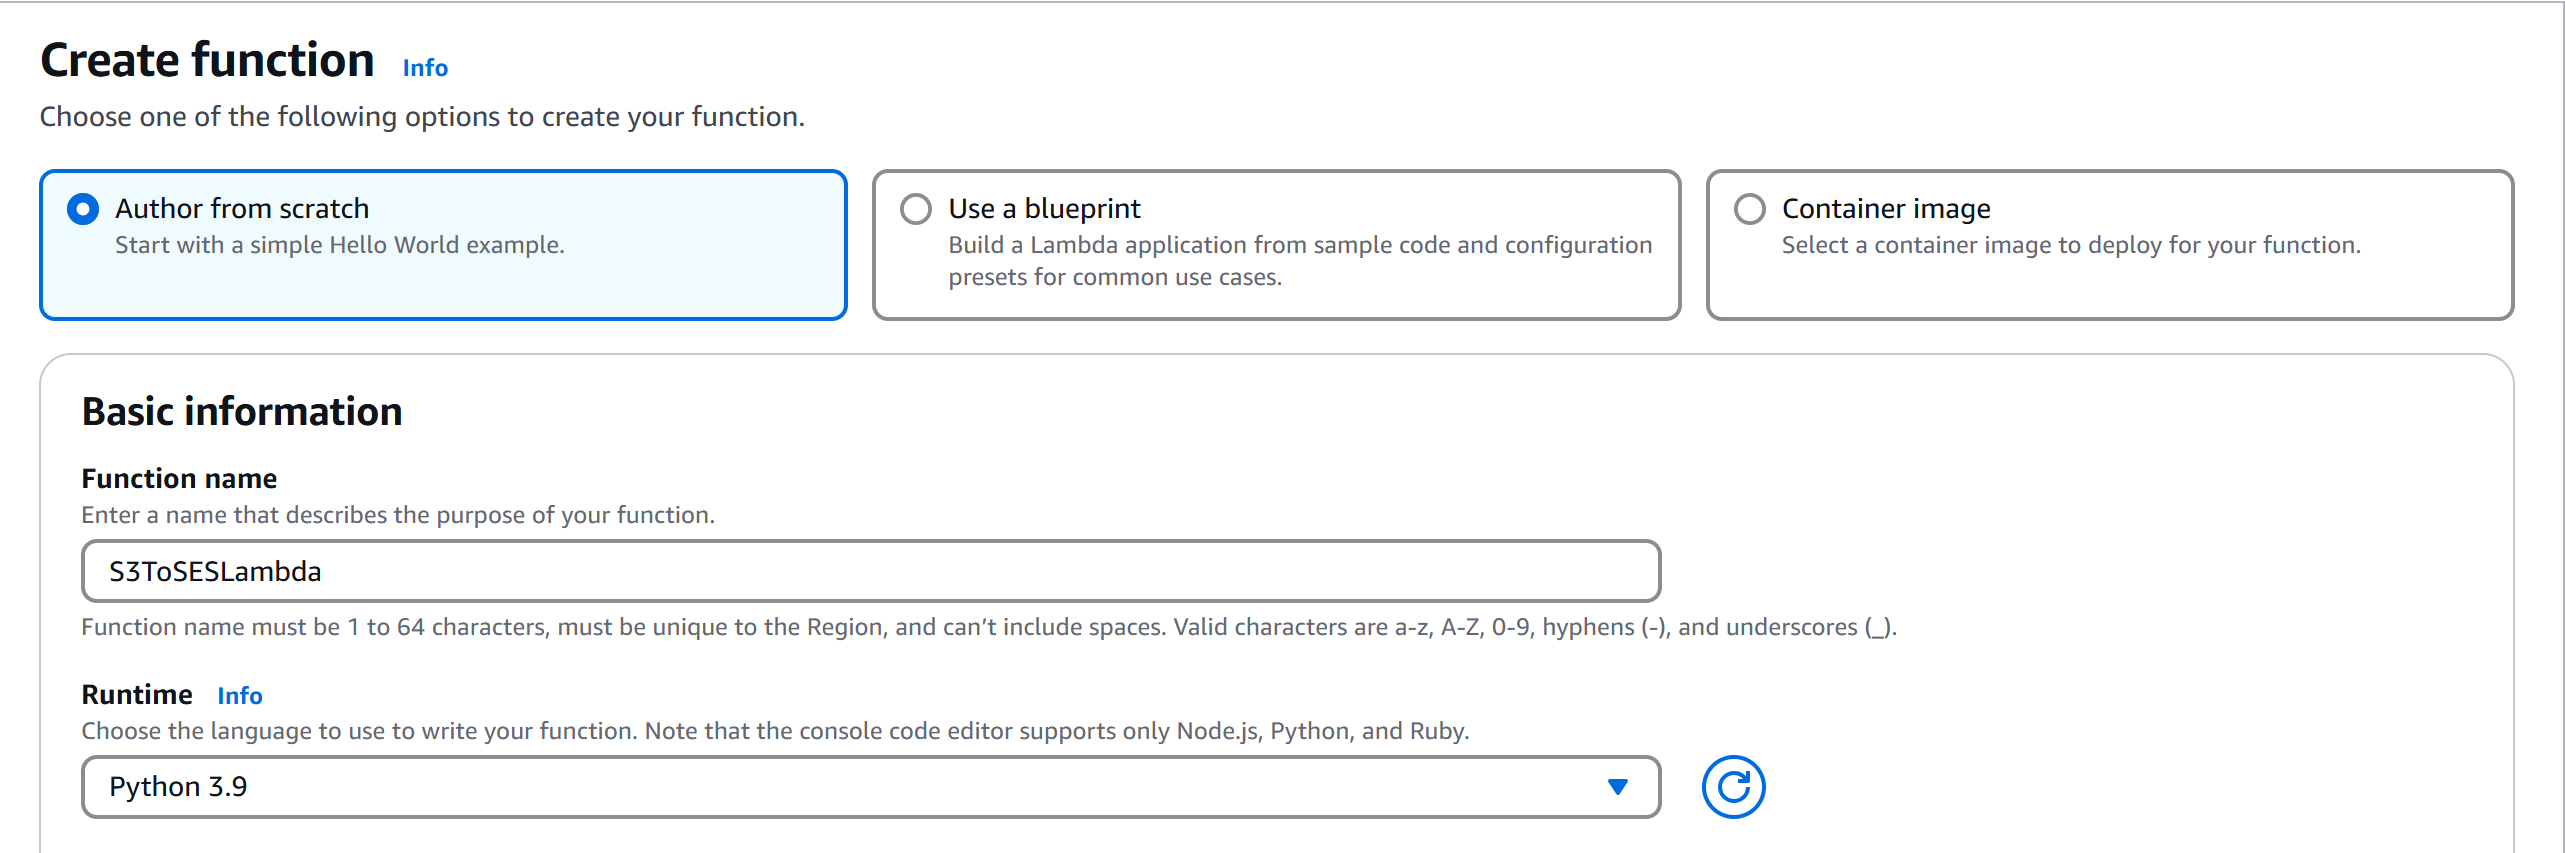 Create function Info
Choose one of the following options to create your function.
Author from scratch
Start with a simple Hello World example.
Use a blueprint
Build a Lambda application from sample code and configuration
presets for common use cases.
Container image
Select a container image to deploy for your function.
Basic information
Function name
Enter a name that describes the purpose of your function.
S3ToSESLambda
Function name must be 1 to 64 characters, must be unique to the Region, and can’t include spaces. Valid characters are a-z, A-Z, 0-9, hyphens (-), and underscores (_).
Runtime Info
Choose the language to use to write your function. Note that the console code editor supports only Node.js, Python, and Ruby.
Python 3.9